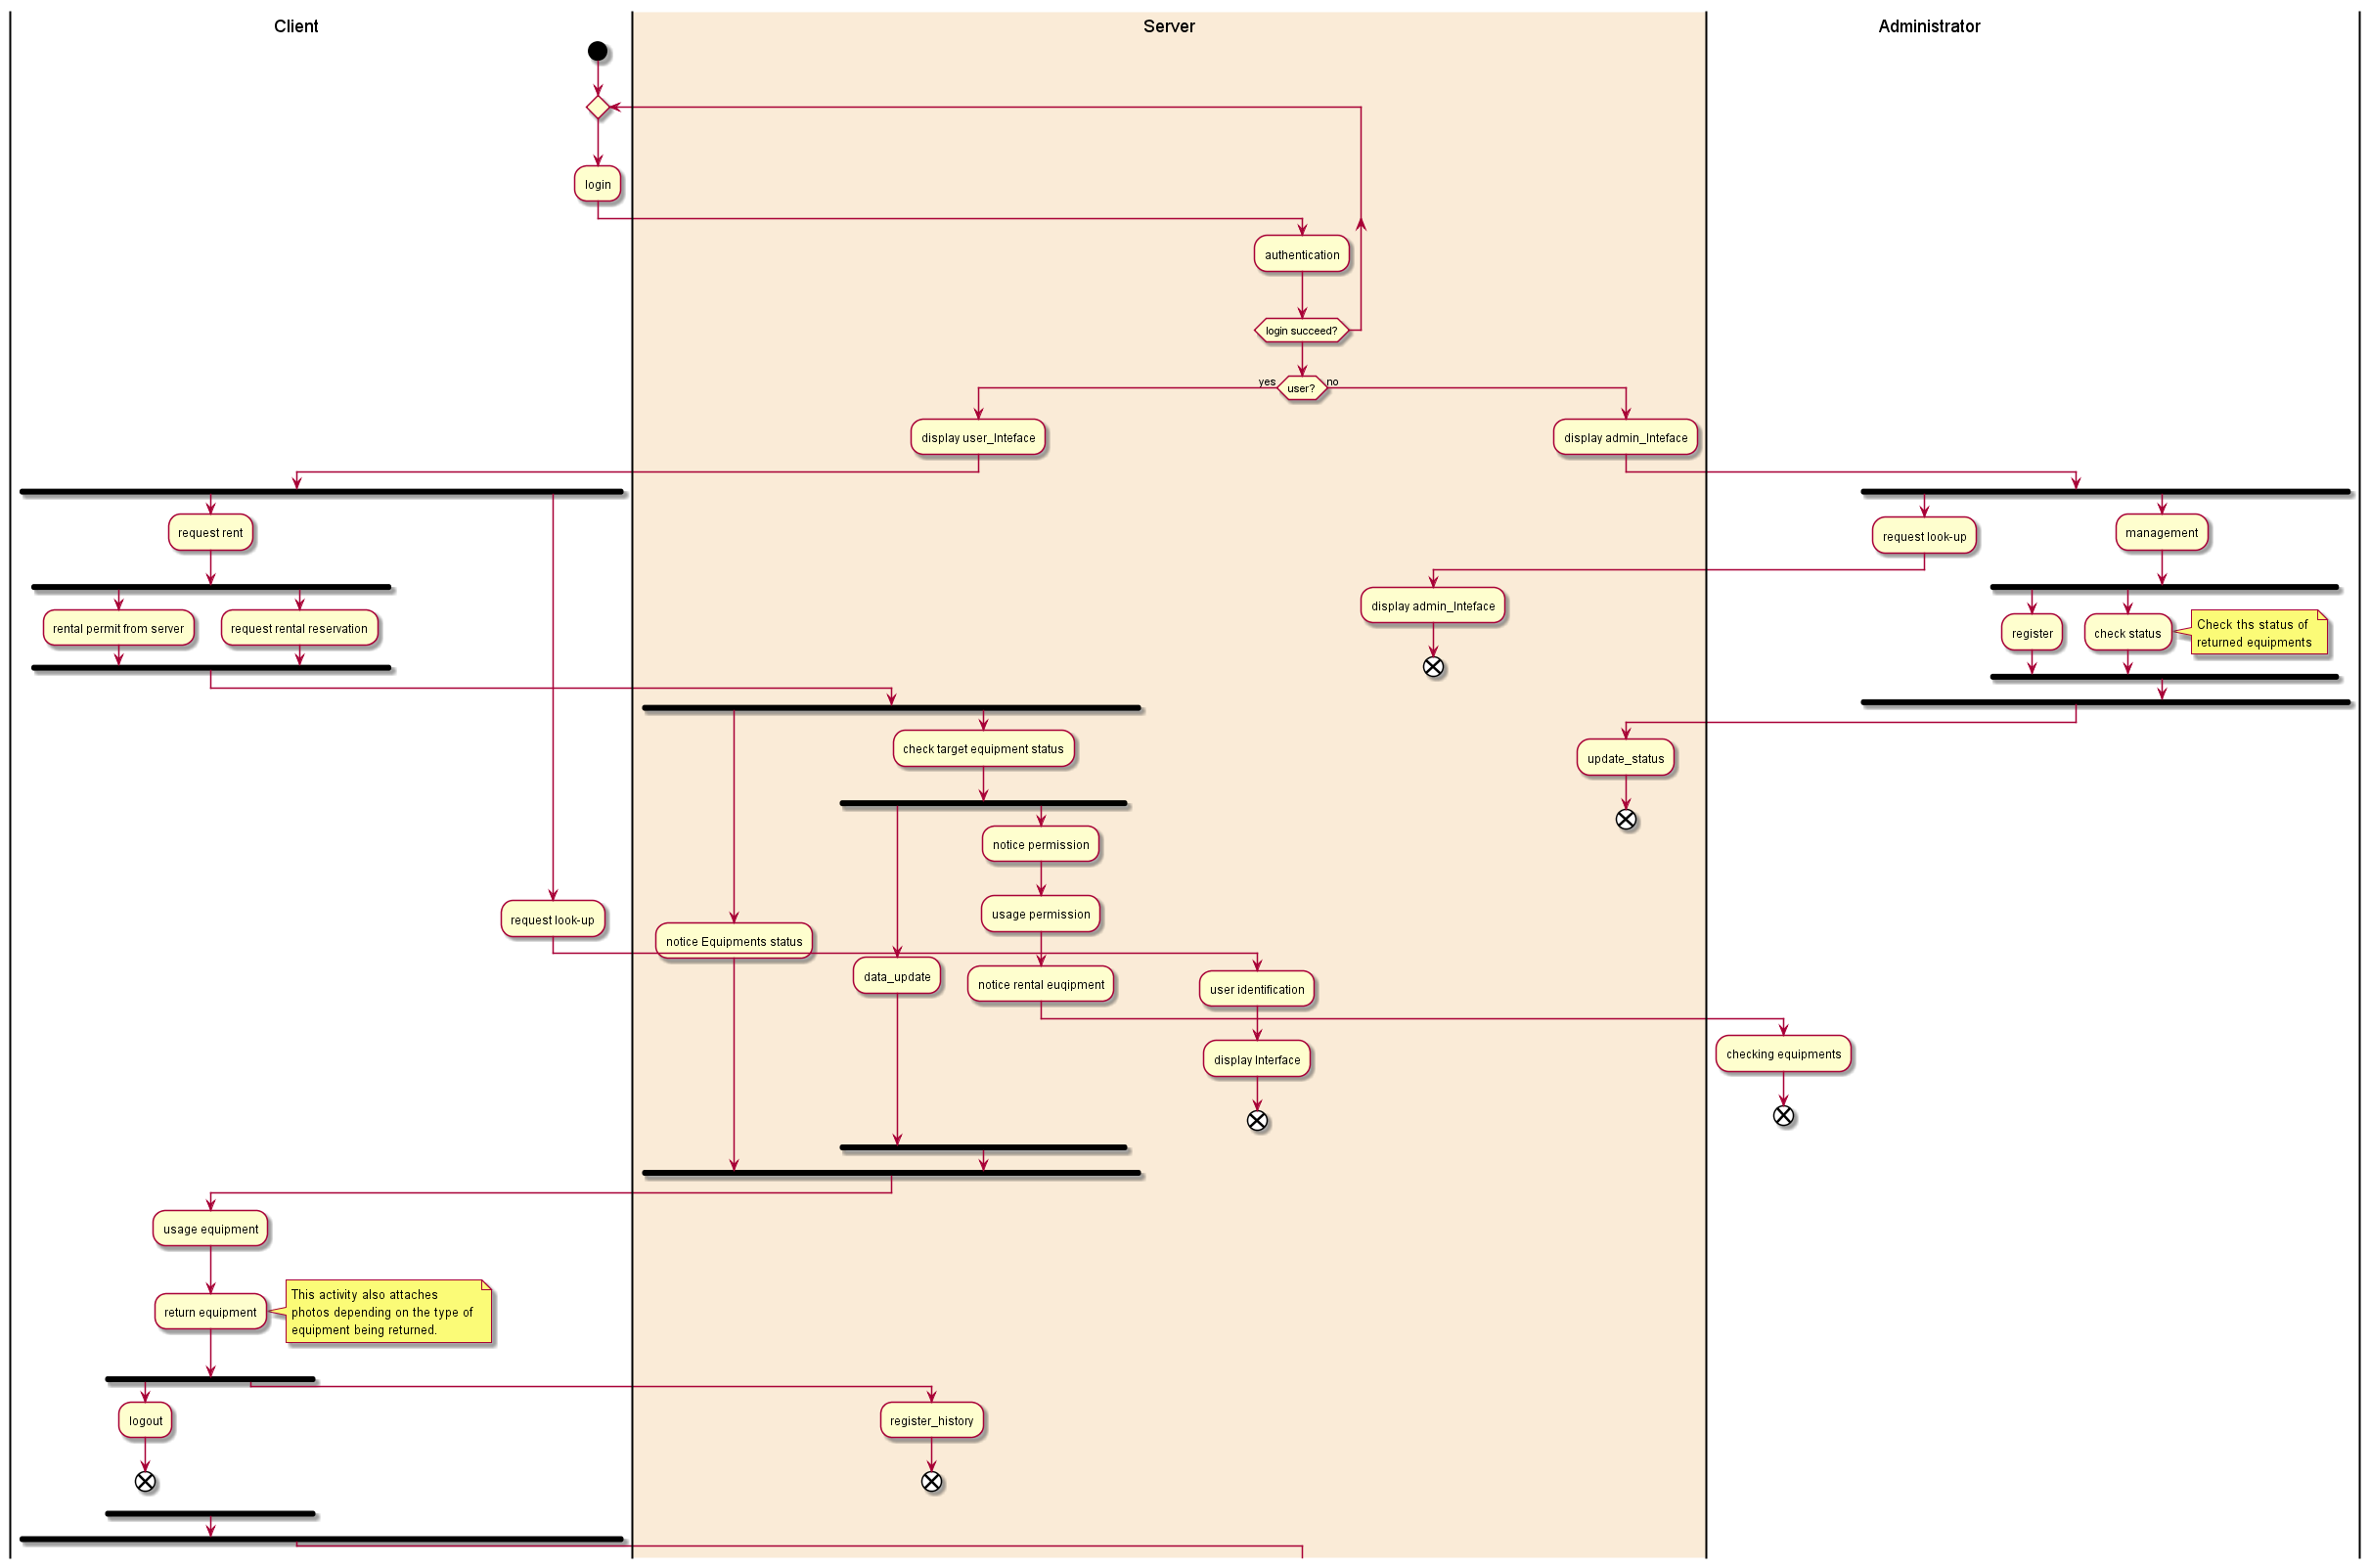 Client
Server
Administrator
login
authentication
login succeed?
yes
user?
no
display user_Inteface
display admin_Inteface
request rent
request look-up
management
display admin_Inteface
rental permit from server
request rental reservation
register
check status
Check ths status of
returned equipments
check target equipment status
update_status
notice permission
request look-up
usage permission
notice Equipments status
data_update
notice rental euqipment
user identification
display Interface
checking equipments
usage equipment
return equipment
This activity also attaches
photos depending on the type of
equipment being returned.
logout
register_history